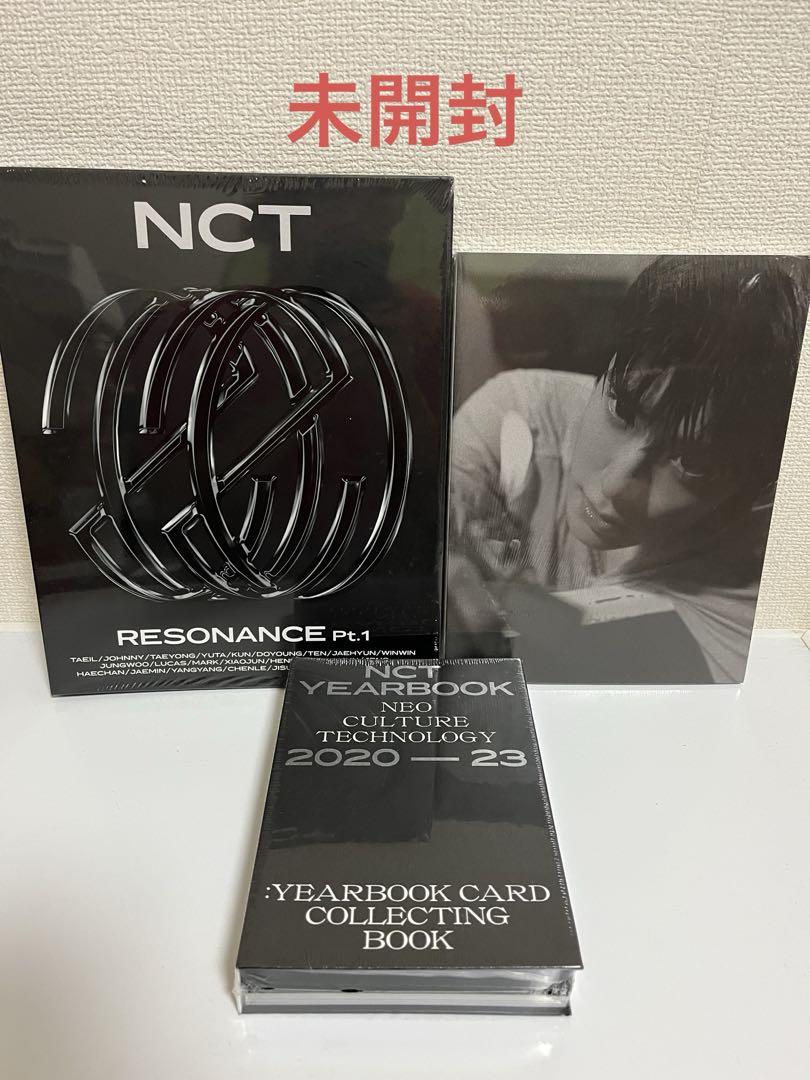 未開封
NCT
RESONANCE Pt.1
TAEIL/JOHNNY/TAEYONG/YUTA/KUN/DOYOUNG/TEN/JAEHYUN/WINWIN
JUNGWOO/LUCAS/MARK/XIAOJUN/
HAECHAN/JAEMIN/YANGYANG/CHENLE/
NCT
YEARBOOK
NEO
CULTURE
TECHNOLOGY
2020 — 23
:YEARBOOK CARD
COLLECTING
BOOK